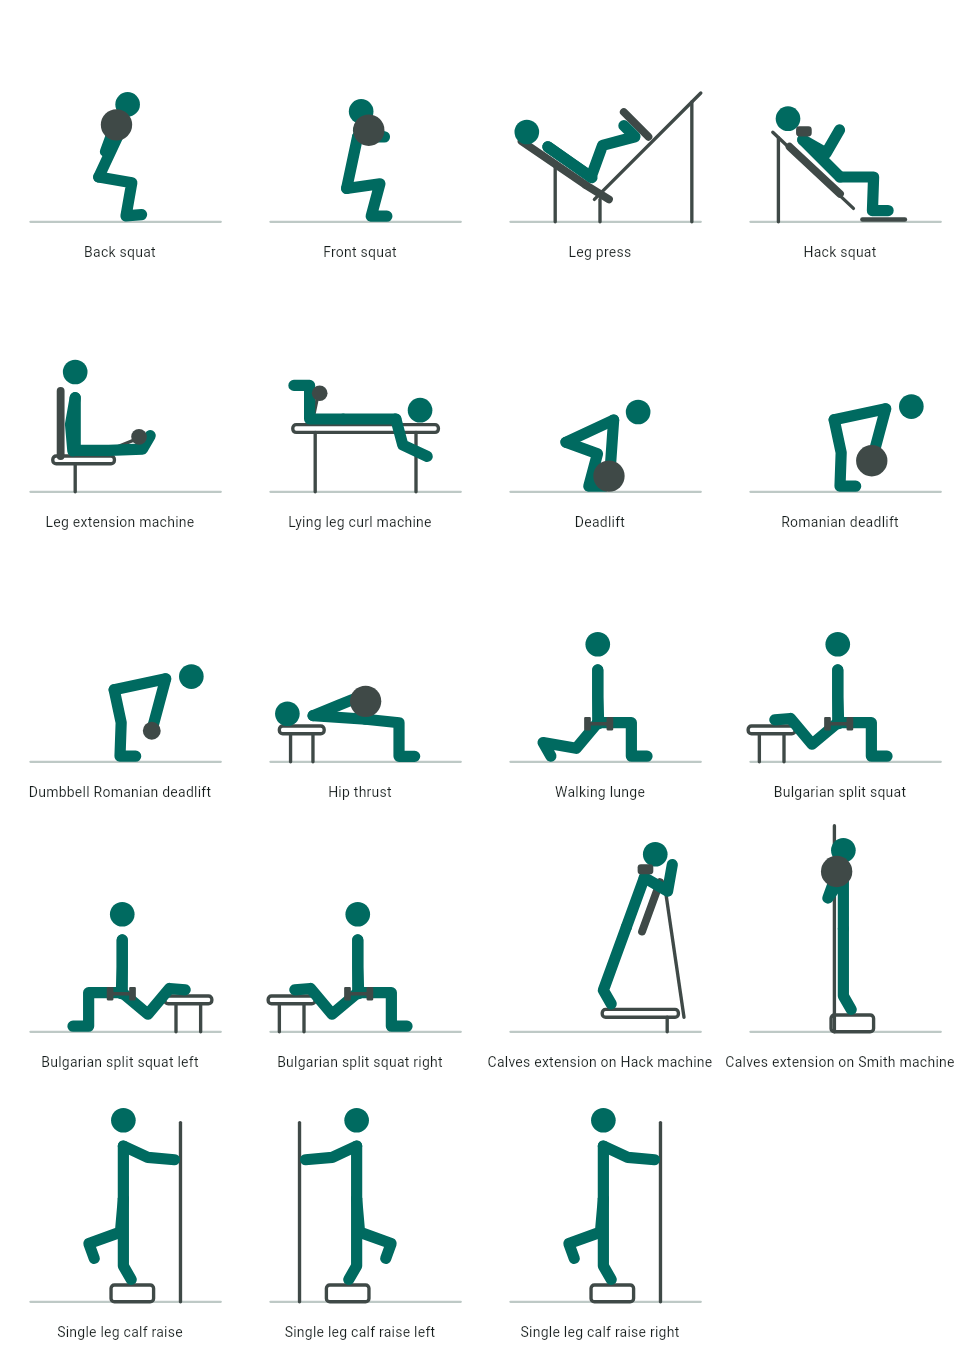 Back squat
Front squat
Leg press
Hack squat
Leg extension machine
Lying leg curl machine
Deadlift
Romanian deadlift
Dumbbell Romanian deadlift
Hip thrust
Walking lunge
Bulgarian split squat
Bulgarian split squat left
Bulgarian split squat right
Calves extension on Hack machine
Calves extension on Smith machine
Single leg calf raise
Single leg calf raise left
Single leg calf raise right